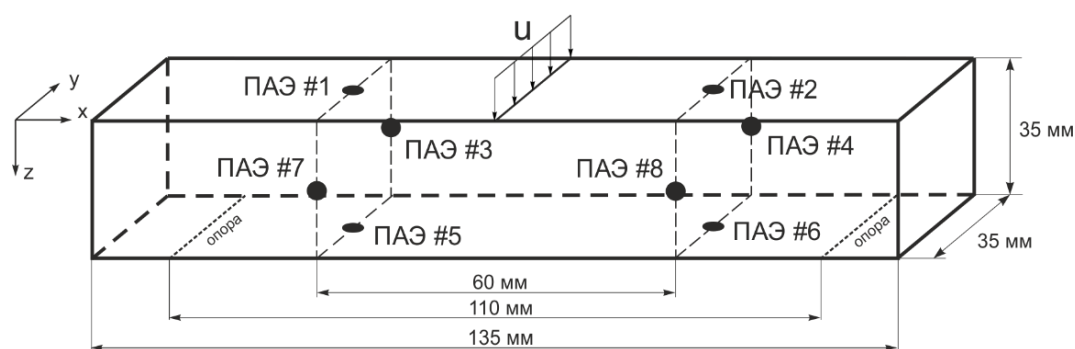 u
y
x
z
ПАЭ #1
ПАЭ #2
ПАЭ #3
ПАЭ #4
35 мм
ПАЭ #7
ПАЭ #8
опора
ПАЭ #5
ПАЭ #6
опора
35 мм
60 мм
110 мм
135 мм